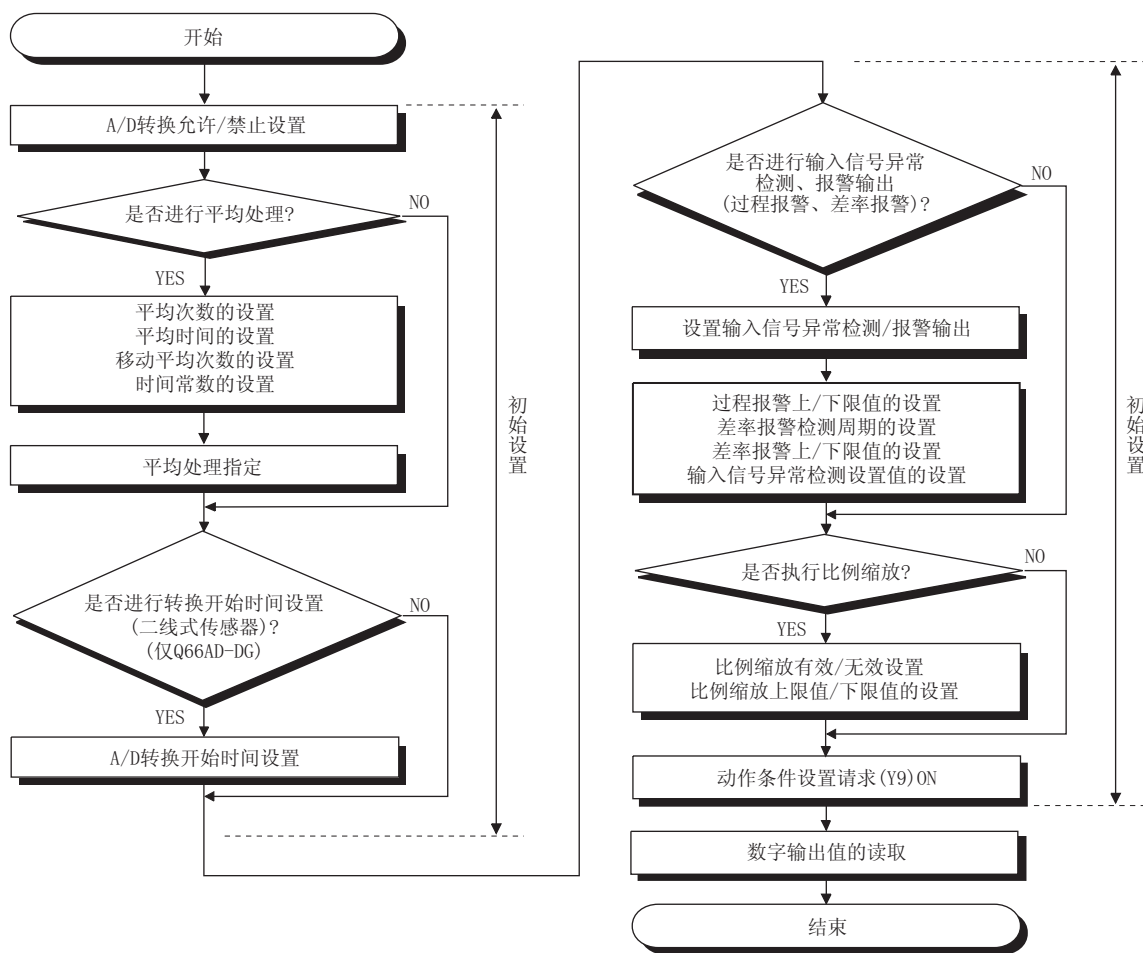 开始
A/D转换允许/禁止设置
是否进行平均处理?
NO
YES
平均次数的设置
平均时间的设置
移动平均次数的设置
时间常数的设置
平均处理指定
是否进行转换开始时间设置
(二线式传感器)?
(仅Q66AD-DG)
NO
YES
A/D转换开始时间设置
初始设置
是否进行输入信号异常
检测、报警输出
(过程报警、差率报警)?
NO
YES
设置输入信号异常检测/报警输出
过程报警上/下限值的设置
差率报警检测周期的设置
差率报警上/下限值的设置
输入信号异常检测设置值的设置
是否执行比例缩放?
NO
YES
比例缩放有效/无效设置
比例缩放上限值/下限值的设置
动作条件设置请求(Y9)ON
初始设置
数字输出值的读取
结束